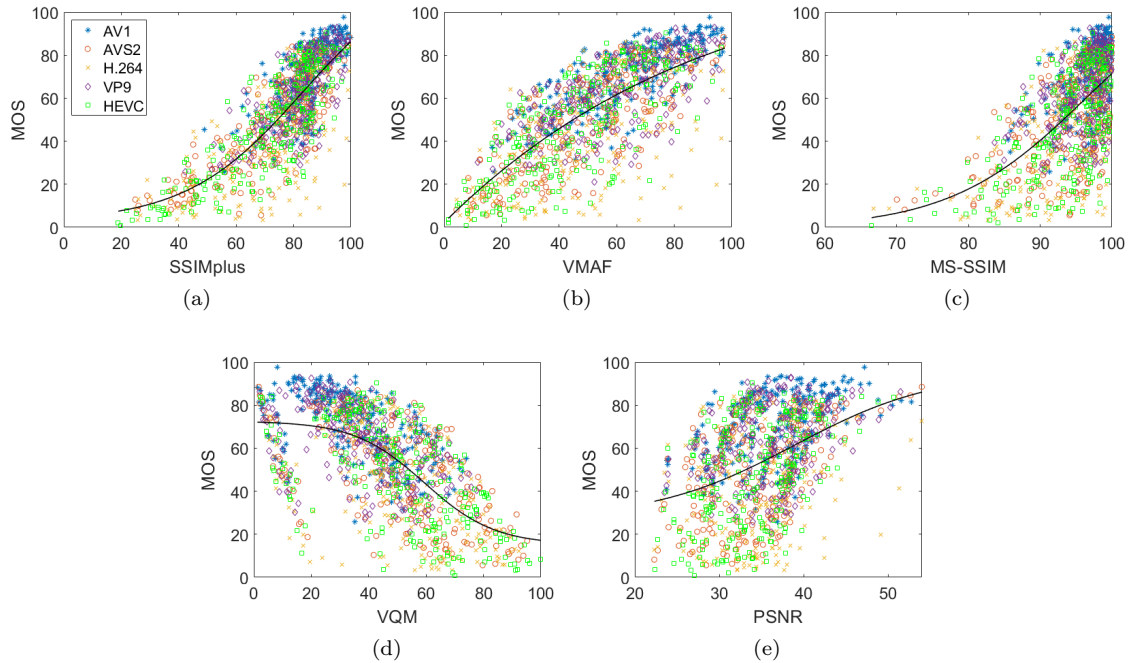 100
80
60
40
20
0
MOS
AV1
AVS2
H.264
VP9
HEVC
0 20 40 60 80 100
SSIMplus
(a)
100
80
60
40
20
0
MOS
0 20 40 60 80 100
VMAF
(b)
100
80
60
40
20
0
MOS
60 70 80 90 100
MS-SSIM
(c)
100
80
60
40
20
0
MOS
0 20 40 60 80 100
VQM
(d)
100
80
60
40
20
0
MOS
20 30 40 50
PSNR
(e)